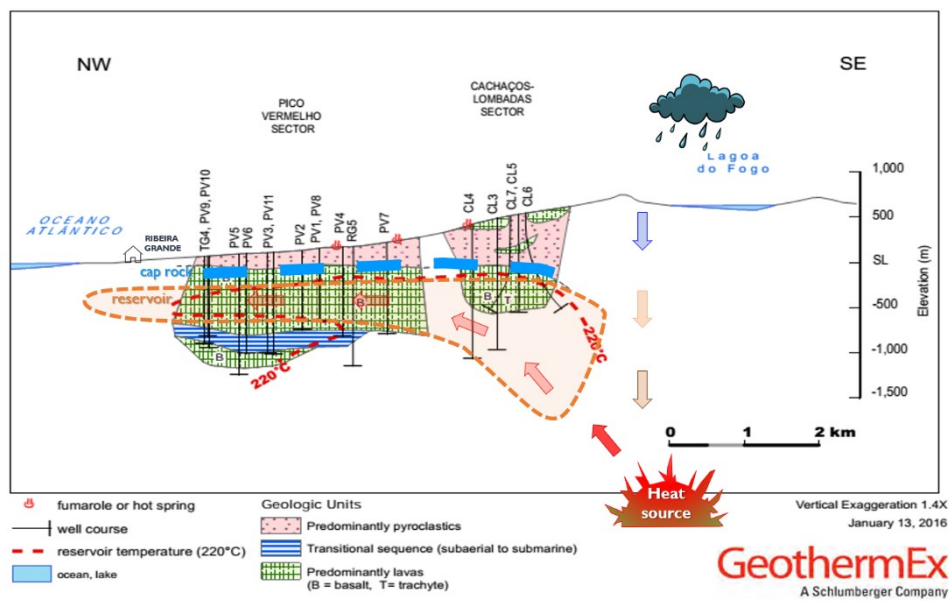 NW
SE
PICO
VERMELHO
SECTOR
CACHAÇOS-
LOMBADAS
SECTOR
Lagoa
do Fogo
OCEANO
ATLÂNTICO
RIBEIRA
GRANDE
TG4, PV9, PV10
PV5
PV6
PV3, PV11
PV2
PV1, PV8
PV4
RG5
PV7
CL4
CL3
CL7, CL5
CL6
1,000
500
SL
-500
-1,000
-1,500
Elevation (m)
cap rock
reservoir
B
B
B
B
T
220°C
220°C
0 1 2 km
Heat
source
fumarole or hot spring
well course
reservoir temperature (220°C)
ocean, lake
Geologic Units
Predominantly pyroclastics
Transitional sequence (subaerial to submarine)
Predominantly lavas
(B = basalt, T= trachyte)
Vertical Exaggeration 1.4X
January 13, 2016
GeothermEx
A Schlumberger Company